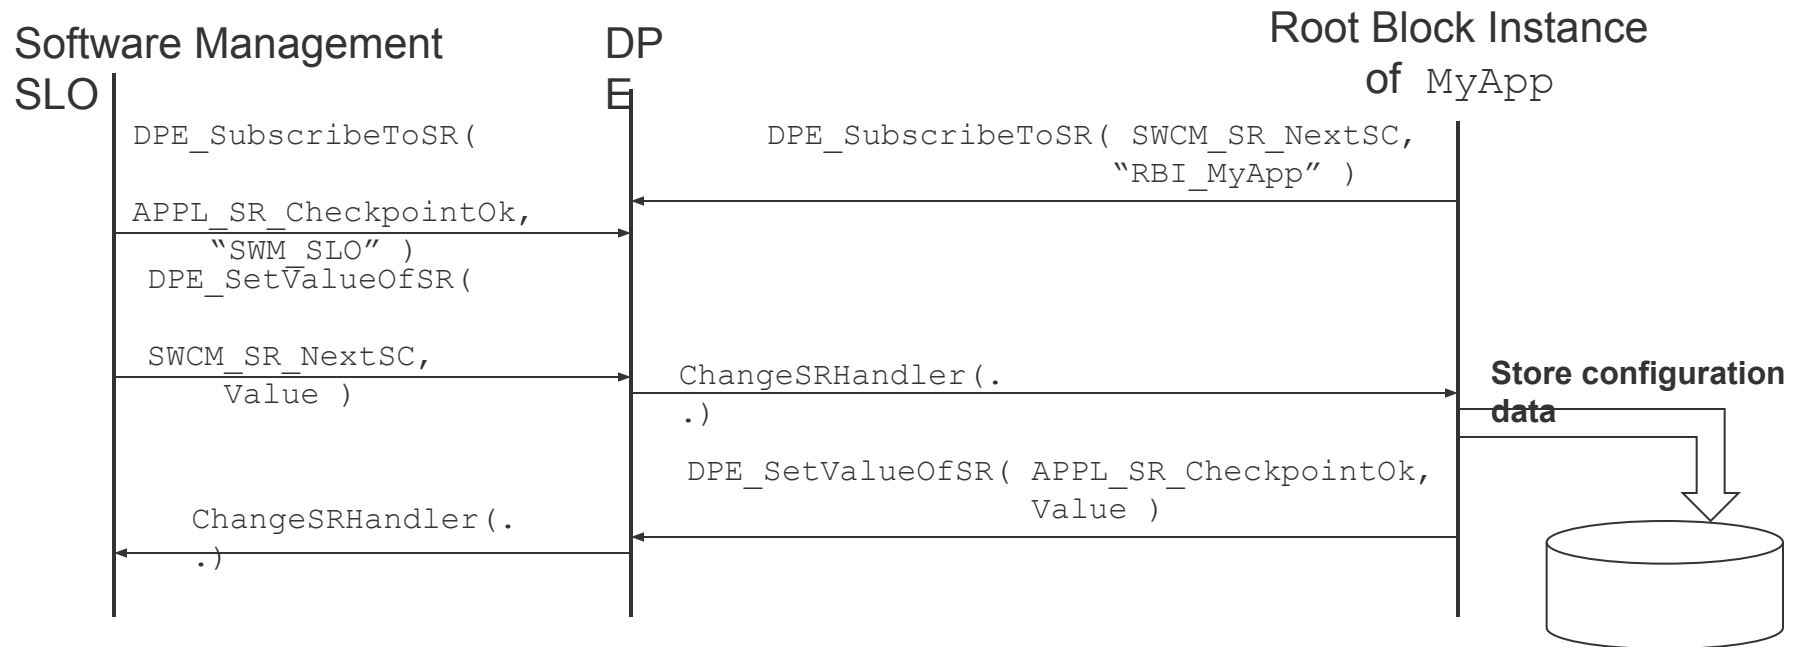 Software Management
SLO
DP
E
Root Block Instance
of MyApp
DPE_SubscribeToSR(
APPL_SR_CheckpointOk,
“SWM_SLO” )
DPE_SubscribeToSR( SWCM_SR_NextSC,
“RBI_MyApp” )
DPE_SetValueOfSR(
SWCM_SR_NextSC,
Value )
ChangeSRHandler(.
.)
Store configuration
data
DPE_SetValueOfSR( APPL_SR_CheckpointOk,
Value )
ChangeSRHandler(.
.)